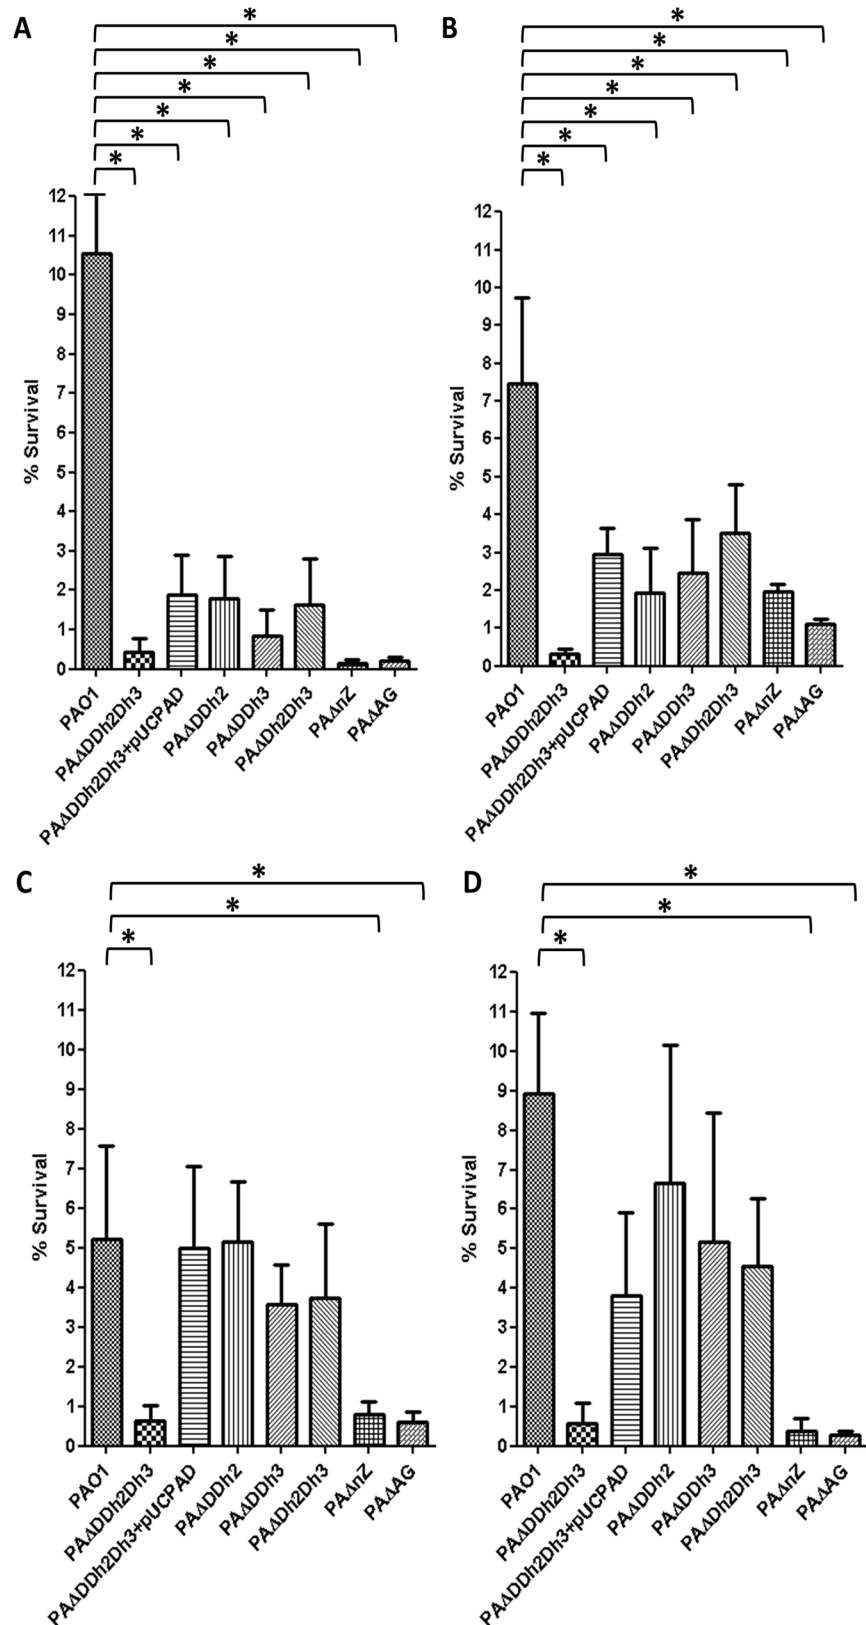 A
*
*
*
*
*
*
*
12
11
10
9
8
7
6
5
4
3
2
1
0
% Survival
PAO1
PAΔDDh2Dh3
PAΔDDh2Dh3+pUCPAD
PAΔDDh2
PAΔDDh3
PAΔDh2Dh3
PAΔnZ
PAΔAG
B
*
*
*
*
*
*
*
12
11
10
9
8
7
6
5
4
3
2
1
0
% Survival
PAO1
PAΔDDh2Dh3
PAΔDDh2Dh3+pUCPAD
PAΔDDh2
PAΔDDh3
PAΔDh2Dh3
PAΔnZ
PAΔAG
C
*
*
*
12
11
10
9
8
7
6
5
4
3
2
1
0
% Survival
PAO1
PAΔDDh2Dh3
PAΔDDh2Dh3+pUCPAD
PAΔDDh2
PAΔDDh3
PAΔDh2Dh3
PAΔnZ
PAΔAG
D
*
*
*
12
11
10
9
8
7
6
5
4
3
2
1
0
% Survival
PAO1
PAΔDDh2Dh3
PAΔDDh2Dh3+pUCPAD
PAΔDDh2
PAΔDDh3
PAΔDh2Dh3
PAΔnZ
PAΔAG